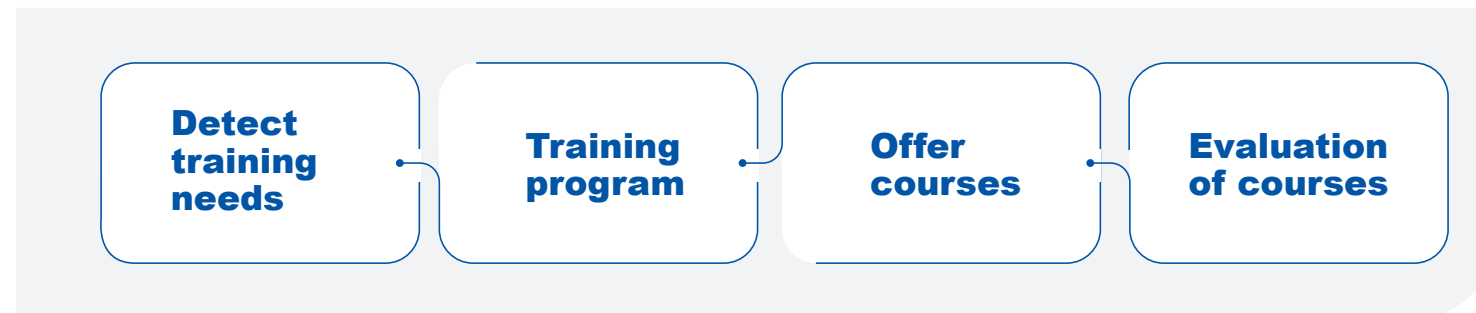 Detect
training
needs
Training
program
Offer
courses
Evaluation
of courses